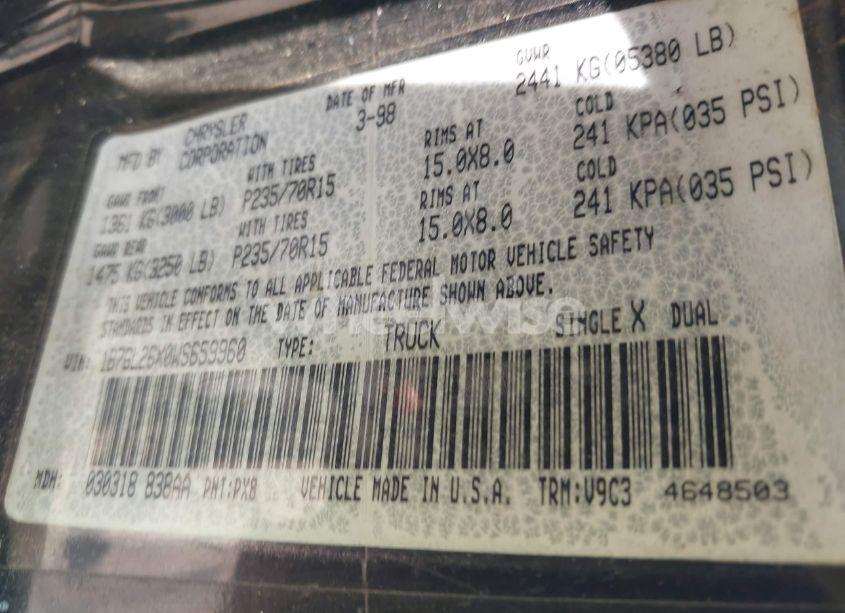 MFD BY CHRYSLER CORPORATION DATE OF MFR 3-98 GVWR 2441 KG(05380 LB)
GAWR FRONT 1361 KG(3000 LB) WITH TIRES P235/70R15 RIMS AT 15.0X8.0 COLD 241 KPA(035 PSI)
GAWR REAR 1475 KG(3250 LB) WITH TIRES P235/70R15 RIMS AT 15.0X8.0 COLD 241 KPA(035 PSI)
THIS VEHICLE CONFORMS TO ALL APPLICABLE FEDERAL MOTOR VEHICLE SAFETY
STANDARDS IN EFFECT ON THE DATE OF MANUFACTURE SHOWN ABOVE.
VIN: 1B7GL26X0WS659960 TYPE: TRUCK SINGLE X DUAL
MDH: 030318 838AA PNT:PX8 VEHICLE MADE IN U.S.A. TRM:V9C3 4648503